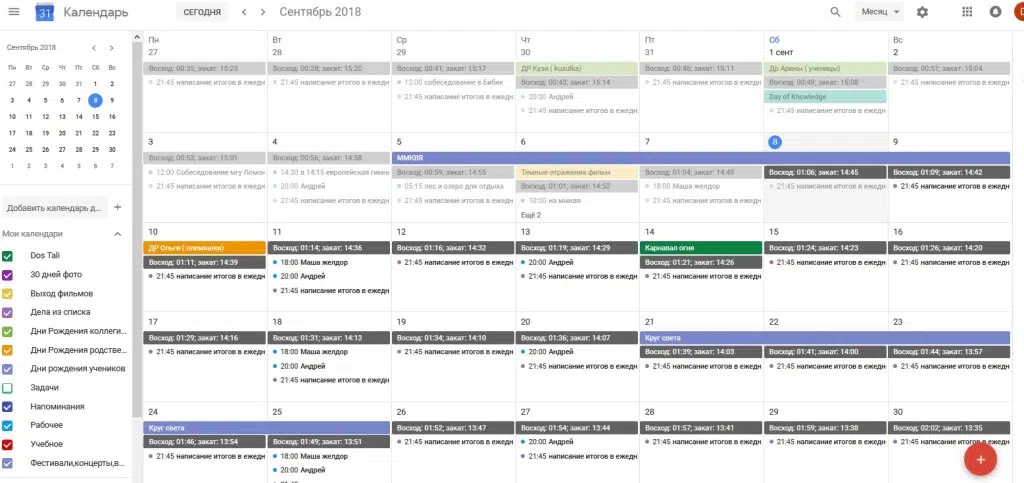 31 Календарь СЕГОДНЯ Сентябрь 2018 Месяц
Сентябрь 2018
Пн Вт Ср Чт Пт Сб Вс
27 28 29 30 31 1 2
3 4 5 6 7 8 9
10 11 12 13 14 15 16
17 18 19 20 21 22 23
24 25 26 27 28 29 30
1 2 3 4 5 6 7
Добавить календарь д...
Мои календари
Dos Tali
30 дней фото
Выход фильмов
Дела из списка
Дни Рождения коллеги...
Дни Рождения родстве...
Дни рождения учеников
Задачи
Напоминания
Рабочее
Учебное
Фестивали,концерты,в...
Пн Вт Ср Чт Пт Сб Вс
27 28 29 30 31 1 сент 2
Восход: 00:35; закат: 15:23
21:45 написание итогов в ежедн
Восход: 00:38; закат: 15:20
21:45 написание итогов в ежедн
Восход: 00:41; закат: 15:17
15:00 собеседование в Бибик
21:45 написание итогов в ежедн
ДР Кузи ( kuzulka)
Восход: 00:43; закат: 15:14
20:00 Андрей
21:45 написание итогов в ежедн
Восход: 00:46; закат: 15:11
21:45 написание итогов в ежедн
Др Арины ( ученицы)
Восход: 00:48; закат: 15:08
Day of Knowledge
21:45 написание итогов в ежедн
Восход: 00:51; закат: 15:04
21:45 написание итогов в ежедн
3 4 5 6 7 8 9
ММКВЯ
Восход: 00:53; закат: 15:01
12:00 Собеседование мгу Ломон
21:45 написание итогов в ежедн
Восход: 00:56; закат: 14:58
14:30 в 14:15 европейская гимна
20:00 Андрей
21:45 написание итогов в ежедн
Восход: 00:59; закат: 14:55
05:15 лес и озеро для отдыха
21:45 написание итогов в ежедн
Темные отражения фильм
Восход: 01:01; закат: 14:52
10:00 на ммквя
Ещё 2
Восход: 01:04; закат: 14:49
18:00 Маша желдор
21:45 написание итогов в ежедн
Восход: 01:06; закат: 14:45
21:45 написание итогов в ежедн
Восход: 01:09; закат: 14:42
21:45 написание итогов в ежедн
10 11 12 13 14 15 16
ДР Ольги ( племяшки)
Восход: 01:11; закат: 14:39
21:45 написание итогов в ежедн
Восход: 01:14; закат: 14:36
18:00 Маша желдор
20:00 Андрей
21:45 написание итогов в ежедн
Восход: 01:16; закат: 14:32
21:45 написание итогов в ежедн
Восход: 01:19; закат: 14:29
20:00 Андрей
21:45 написание итогов в ежедн
Карнавал огня
Восход: 01:21; закат: 14:26
21:45 написание итогов в ежедн
Восход: 01:24; закат: 14:23
21:45 написание итогов в ежедн
Восход: 01:26; закат: 14:20
21:45 написание итогов в ежедн
17 18 19 20 21 22 23
Восход: 01:29; закат: 14:16
21:45 написание итогов в ежедн
Восход: 01:31; закат: 14:13
18:00 Маша желдор
20:00 Андрей
21:45 написание итогов в ежедн
Восход: 01:34; закат: 14:10
21:45 написание итогов в ежедн
Восход: 01:36; закат: 14:07
20:00 Андрей
21:45 написание итогов в ежедн
Круг света
Восход: 01:39; закат: 14:03
21:45 написание итогов в ежедн
Восход: 01:41; закат: 14:00
21:45 написание итогов в ежедн
Восход: 01:44; закат: 13:57
21:45 написание итогов в ежедн
24 25 26 27 28 29 30
Круг света
Восход: 01:46; закат: 13:54
21:45 написание итогов в ежедн
Восход: 01:49; закат: 13:51
18:00 Маша желдор
20:00 Андрей
Восход: 01:52; закат: 13:47
21:45 написание итогов в ежедн
Восход: 01:54; закат: 13:44
20:00 Андрей
21:45 написание итогов в ежедн
Восход: 01:57; закат: 13:41
21:45 написание итогов в ежедн
Восход: 01:59; закат: 13:38
21:45 написание итогов в ежедн
Восход: 02:02; закат: 13:35
21:45 написание итогов в ежедн